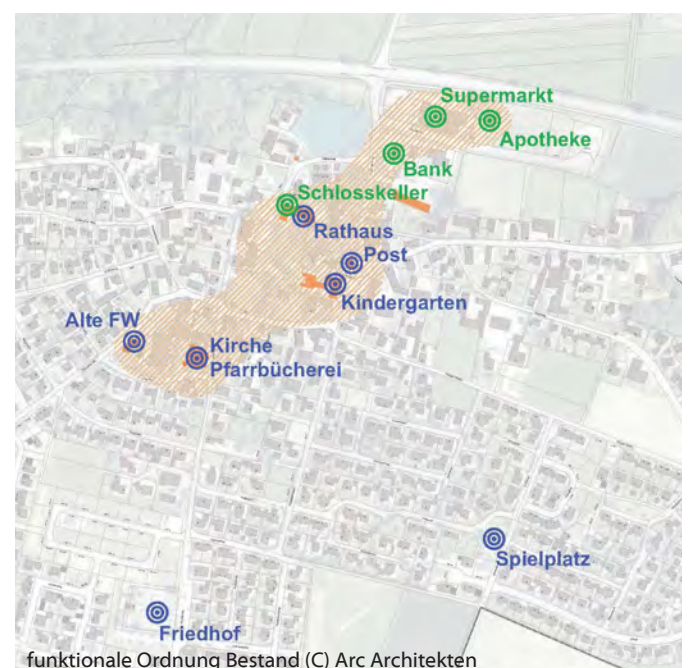 Supermarkt
Apotheke
Bank
Schlosskeller
Rathaus
Post
Kindergarten
Alte FW
Kirche
Pfarrbücherei
Spielplatz
Friedhof
funktionale Ordnung Bestand (C) Arc Architekten